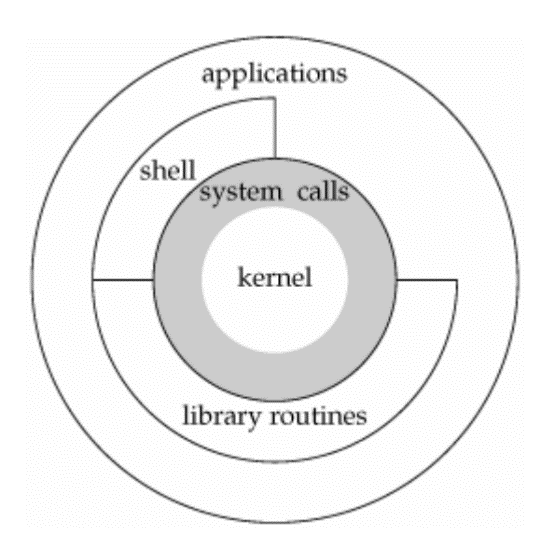 applications
shell
system calls
kernel
library routines